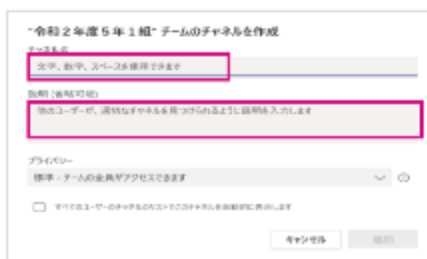 "令和２年度５年１組" チームのチャネルを作成
チャネル名
文字、数字、スペースを使用できます
説明 (省略可能)
他のユーザーが、適切なチャネルを見つけられるように説明を入力します
プライバシー
標準 - チームの全員がアクセスできます
すべてのユーザーのチャネルのリストでこのチャネルを自動的に表示します
キャンセル
追加